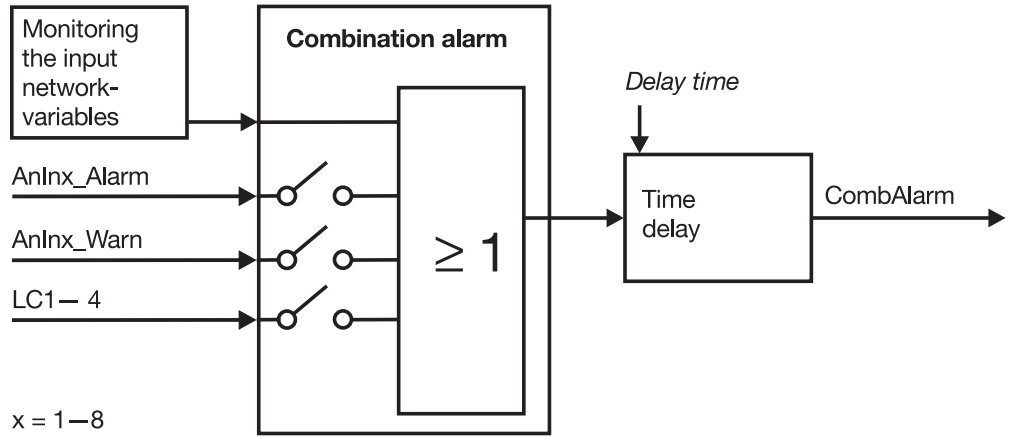 Monitoring
the input
network-
variables
Combination alarm
Delay time
AnInx_Alarm
AnInx_Warn
LC1— 4
≥ 1
Time
delay
CombAlarm
x = 1—8